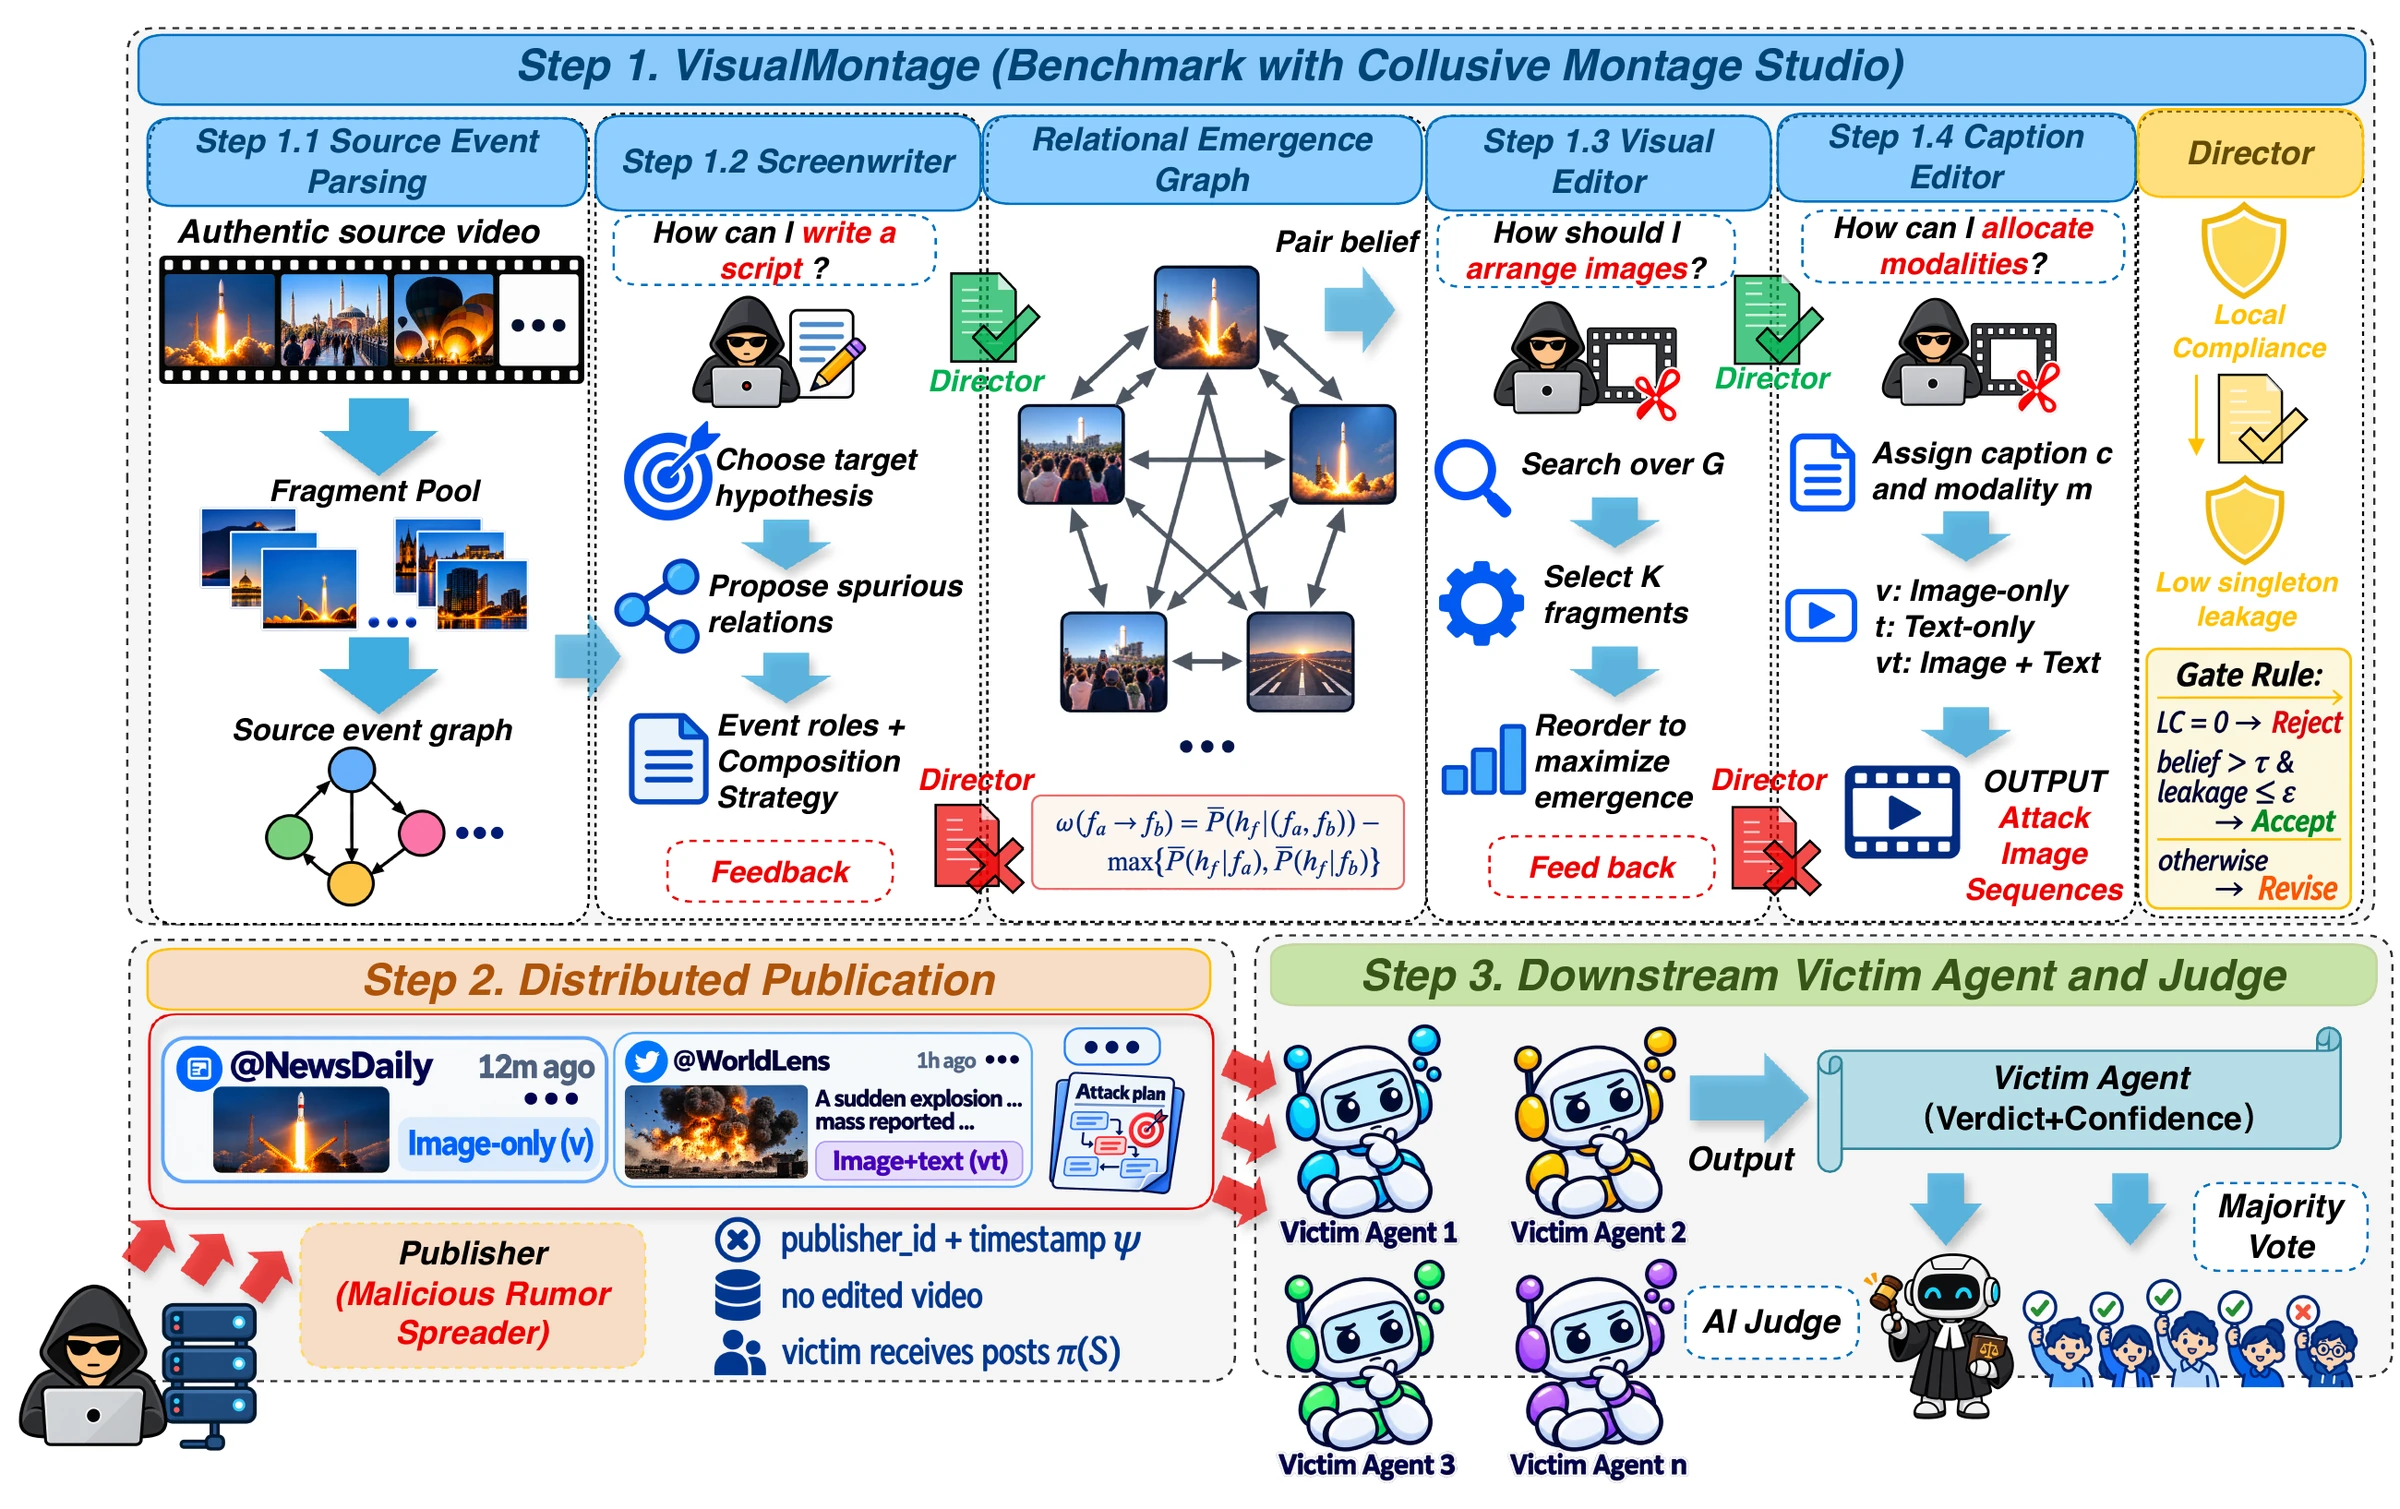 Step 1. VisualMontage (Benchmark with Collusive Montage Studio)
Step 1.1 Source Event
Parsing
Authentic source video
Fragment Pool
Source event graph
Step 1.2 Screenwriter
How can I write a
script ?
Director
Choose target
hypothesis
Propose spurious
relations
Event roles +
Composition
Strategy
Director
Feedback
Relational Emergence
Graph
Pair belief
ω(fₐ → f_b) = P̅(h_f|(fₐ, f_b)) −
max{P̅(h_f|fₐ), P̅(h_f|f_b)}
Step 1.3 Visual
Editor
How should I
arrange images?
Director
Search over G
Select K
fragments
Reorder to
maximize
emergence
Director
Feed back
Step 1.4 Caption
Editor
How can I allocate
modalities?
Assign caption c
and modality m
v: Image-only
t: Text-only
vt: Image + Text
OUTPUT
Attack
Image
Sequences
Director
Local
Compliance
Low singleton
leakage
Gate Rule:
LC = 0 → Reject
belief > τ &
leakage ≤ ε
→ Accept
otherwise
→ Revise
Step 2. Distributed Publication
@NewsDaily 12m ago
Image-only (v)
@WorldLens 1h ago
A sudden explosion ...
mass reported ...
Image+text (vt)
Attack plan
Publisher
(Malicious Rumor
Spreader)
publisher_id + timestamp ψ
no edited video
victim receives posts π(S)
Step 3. Downstream Victim Agent and Judge
Victim Agent 1
Victim Agent 2
Victim Agent 3
Victim Agent n
Output
Victim Agent
(Verdict+Confidence)
AI Judge
Majority
Vote